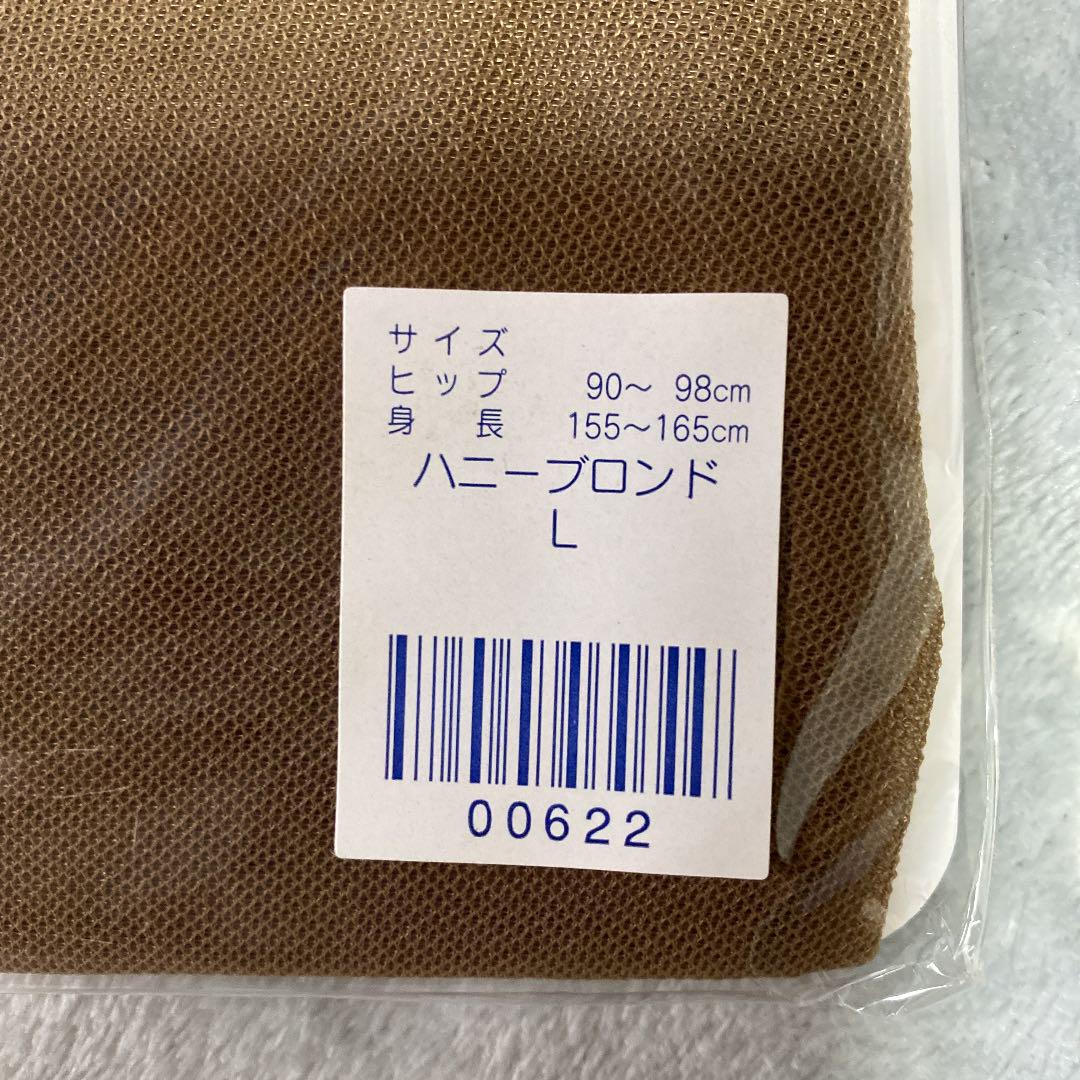 サイズ
ヒップ 90～98cm
身長 155～165cm
ハニーブロンド
L
00622